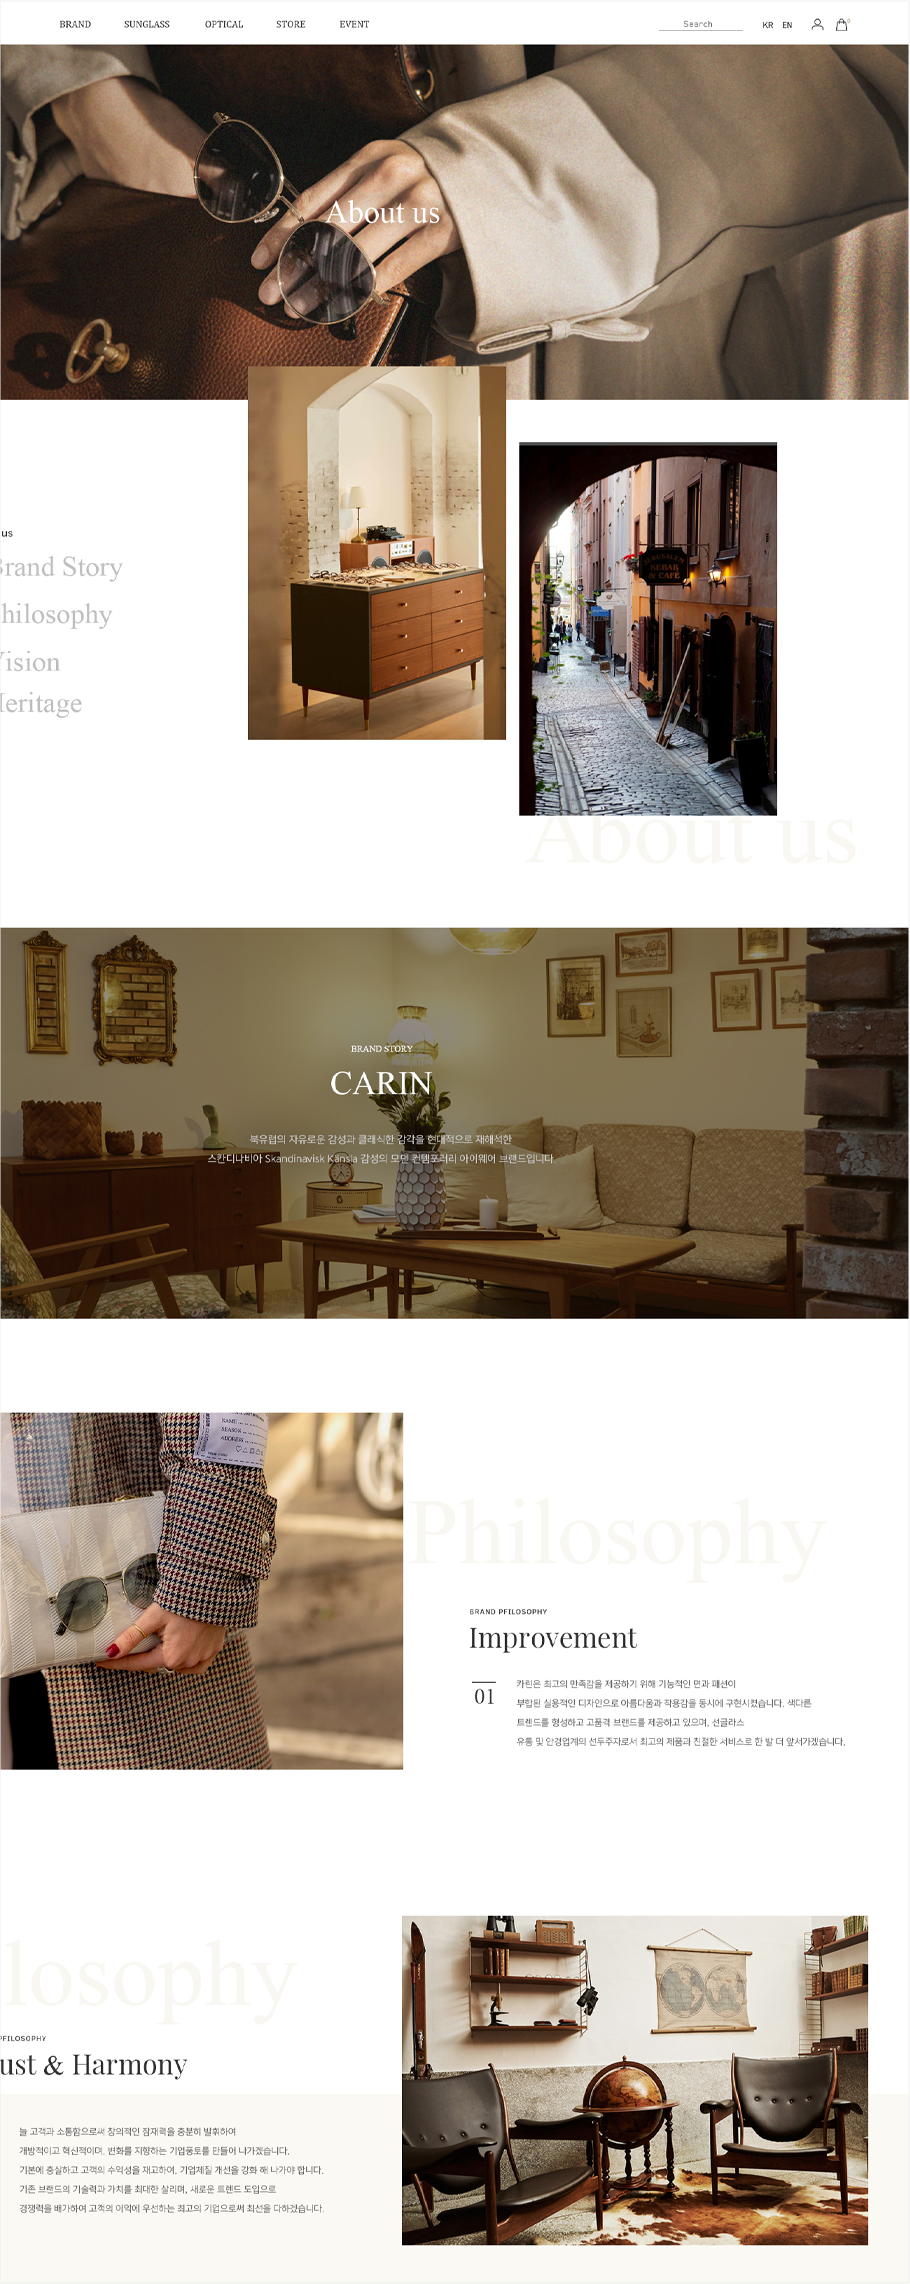 BRAND SUNGLASS OPTICAL STORE EVENT Search KR EN 0
About us
us
Brand Story
hilosophy
Vision
Heritage
JERUSALEM
KEBAB
& CAFE
About us
BRAND STORY
CARIN
북유럽의 자유로운 감성과 클래식한 감각을 현대적으로 재해석한
스칸디나비아 Skandinavisk Känsla 감성의 모던 컨템포러리 아이웨어 브랜드입니다.
NAME
SEASON
ADDRESS
Philosophy
BRAND PFILOSOPHY
Improvement
01
카린은 최고의 만족감을 제공하기 위해 기능적인 면과 패션이
부합된 실용적인 디자인으로 아름다움과 착용감을 동시에 구현시켰습니다. 색다른
트렌드를 형성하고 고품격 브랜드를 제공하고 있으며, 선글라스
유통 및 안경업계의 선두주자로서 최고의 제품과 친절한 서비스로 한 발 더 앞서가겠습니다.
losophy
PFILOSOPHY
ust & Harmony
늘 고객과 소통함으로써 창의적인 잠재력을 충분히 발휘하여
개방적이고 혁신적이며, 변화를 지향하는 기업풍토를 만들어 나가겠습니다.
기본에 충실하고 고객의 수익성을 재고하여, 기업체질 개선을 강화 해 나가야 합니다.
기존 브랜드의 기술력과 가치를 최대한 살리며, 새로운 트렌드 도입으로
경쟁력을 배가하여 고객의 이익에 우선하는 최고의 기업으로써 최선을 다하겠습니다.